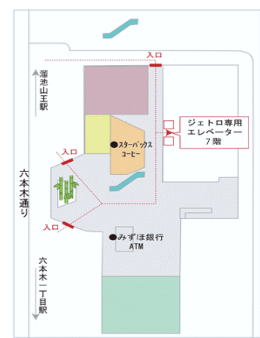 入口
溜池山王駅
ジェトロ専用
エレベーター
7階
●スターバックス
コーヒー
入口
六本木通り
入口
●みずほ銀行
ATM
六本木一丁目駅